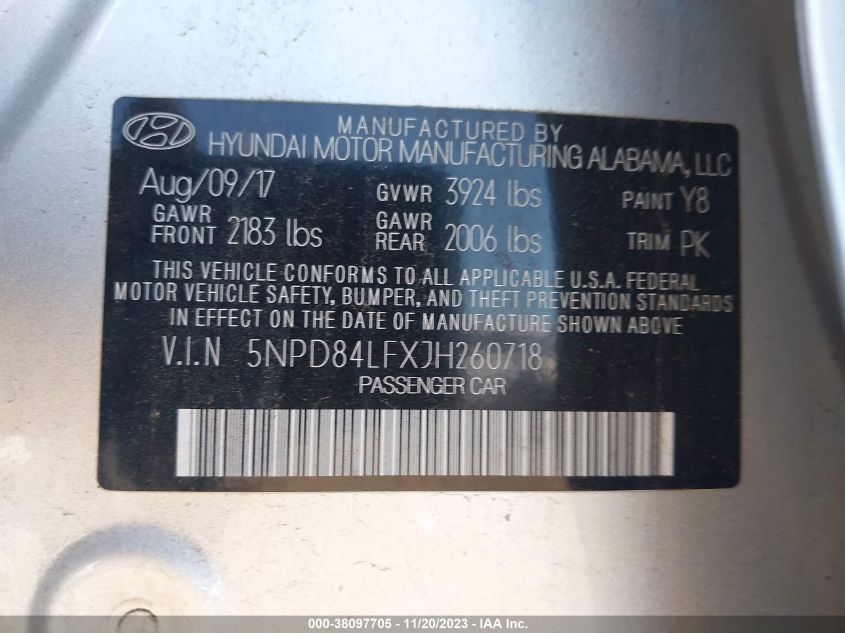 MANUFACTURED BY
HYUNDAI MOTOR MANUFACTURING ALABAMA, LLC
Aug/09/17 GVWR 3924 lbs PAINT Y8
GAWR FRONT 2183 lbs GAWR REAR 2006 lbs TRIM PK
THIS VEHICLE CONFORMS TO ALL APPLICABLE U.S.A. FEDERAL
MOTOR VEHICLE SAFETY, BUMPER, AND THEFT PREVENTION STANDARDS
IN EFFECT ON THE DATE OF MANUFACTURE SHOWN ABOVE
V.I.N 5NPD84LFXJH260718
PASSENGER CAR
000-38097705 - 11/20/2023 - IAA Inc.